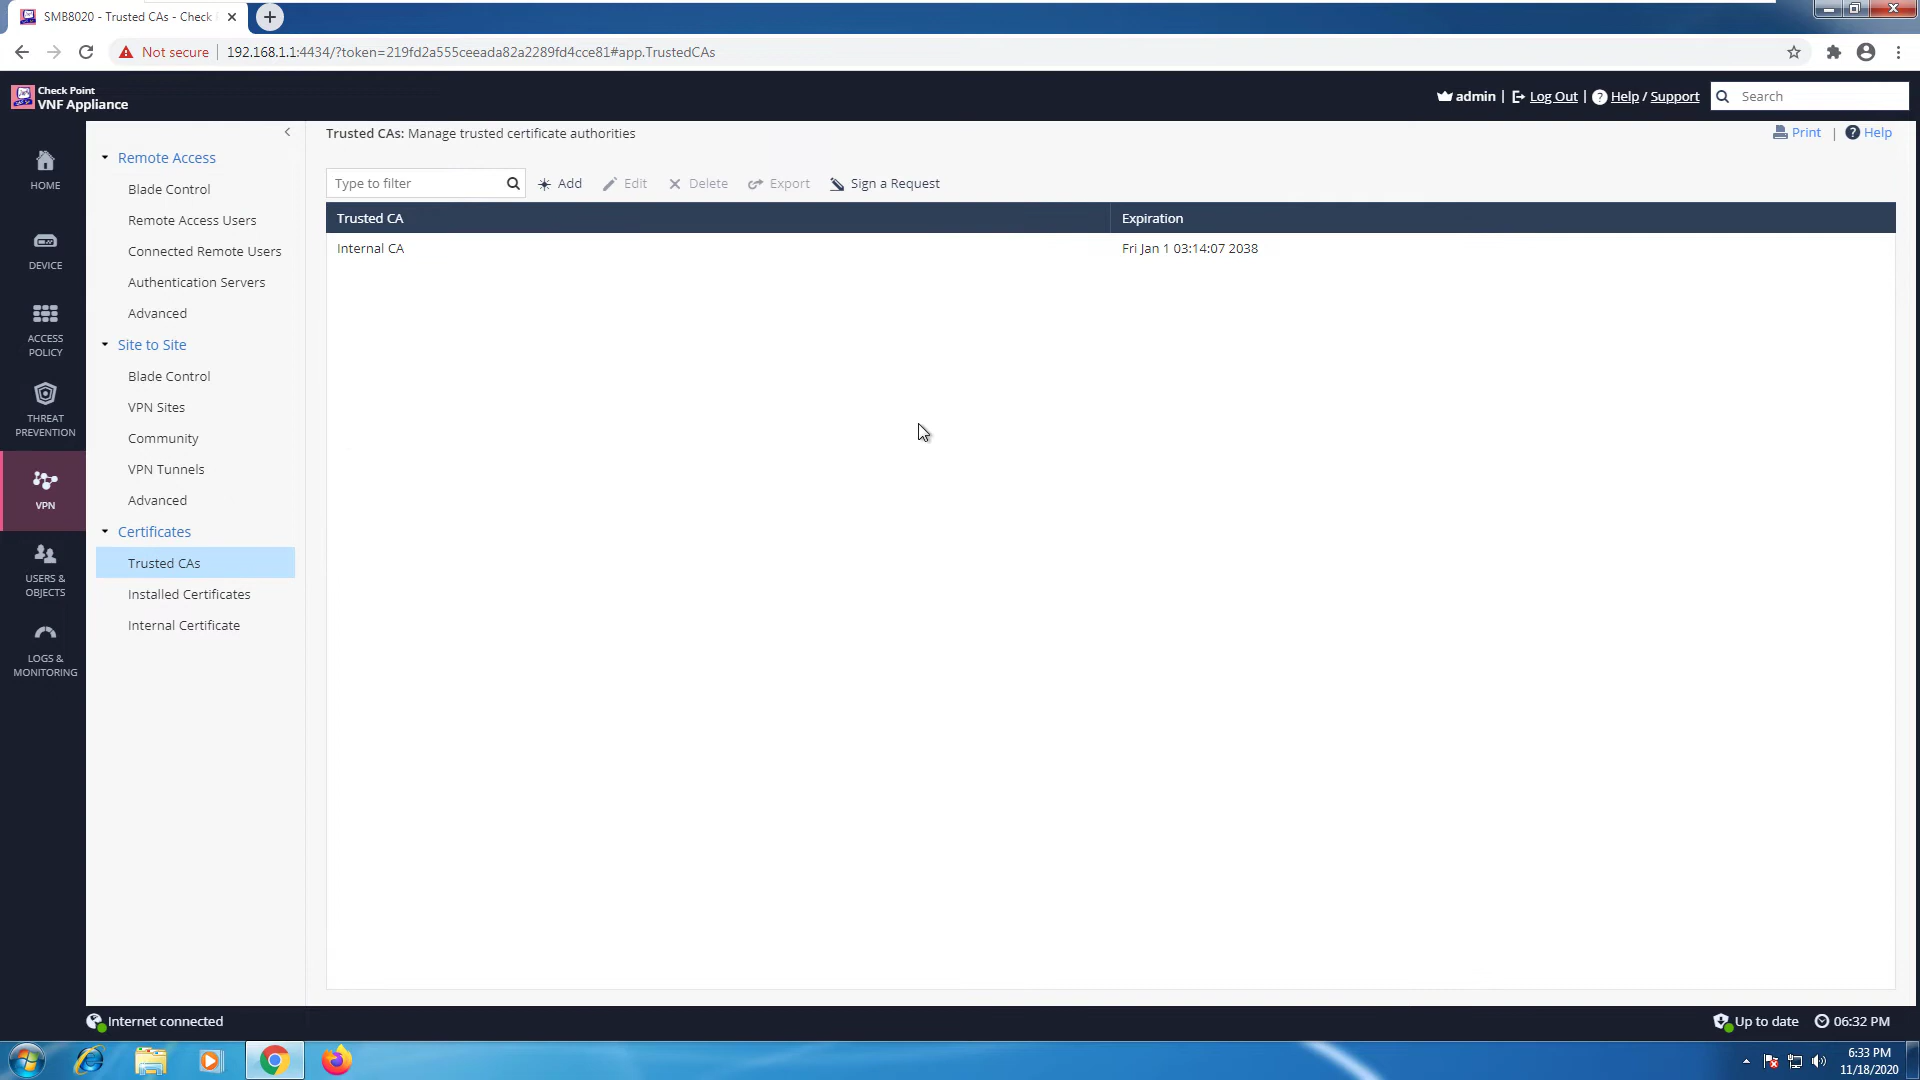 SMB8020 - Trusted CAs - Check
Not secure
192.168.1.1:4434/?token=219fd2a555ceeada82a2289fd4cce81#app.TrustedCAs
Check Point
VNF Appliance
admin | Log Out | Help / Support
Search
HOME
DEVICE
ACCESS
POLICY
THREAT
PREVENTION
VPN
USERS &
OBJECTS
LOGS &
MONITORING
Remote Access
Blade Control
Remote Access Users
Connected Remote Users
Authentication Servers
Advanced
Site to Site
Blade Control
VPN Sites
Community
VPN Tunnels
Advanced
Certificates
Trusted CAs
Installed Certificates
Internal Certificate
Trusted CAs: Manage trusted certificate authorities
Print | Help
Type to filter
Add
Edit
Delete
Export
Sign a Request
Trusted CA
Expiration
Internal CA
Fri Jan 1 03:14:07 2038
Internet connected
Up to date
06:32 PM
6:33 PM
11/18/2020